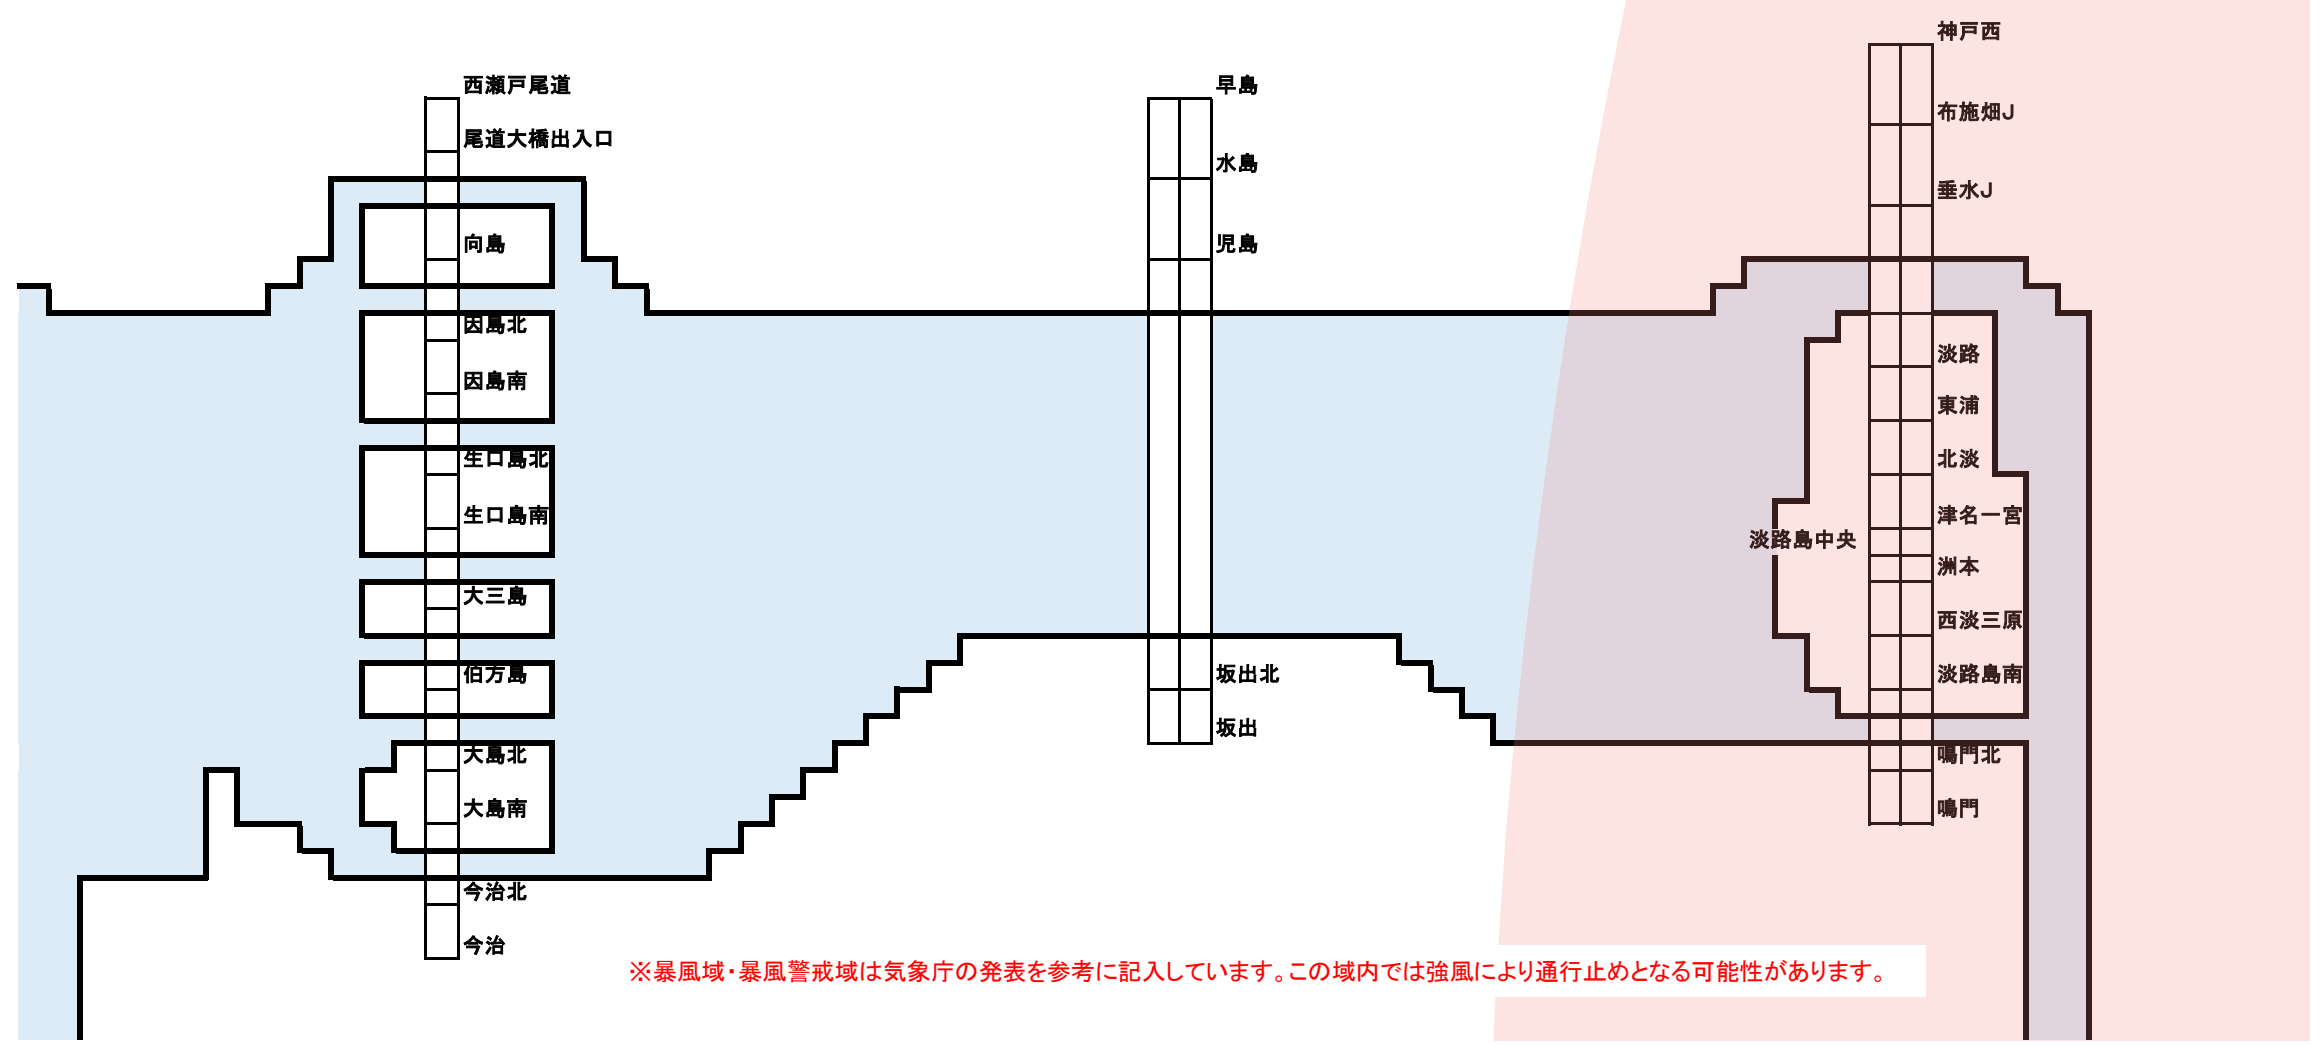 西瀬戸尾道
尾道大橋出入口
向島
因島北
因島南
生口島北
生口島南
大三島
伯方島
大島北
大島南
今治北
今治
早島
水島
児島
坂出北
坂出
神戸西
布施畑J
垂水J
淡路
東浦
北淡
津名一宮
淡路島中央
洲本
西淡三原
淡路島南
鳴門北
鳴門
※暴風域・暴風警戒域は気象庁の発表を参考に記入しています。この域内では強風により通行止めとなる可能性があります。